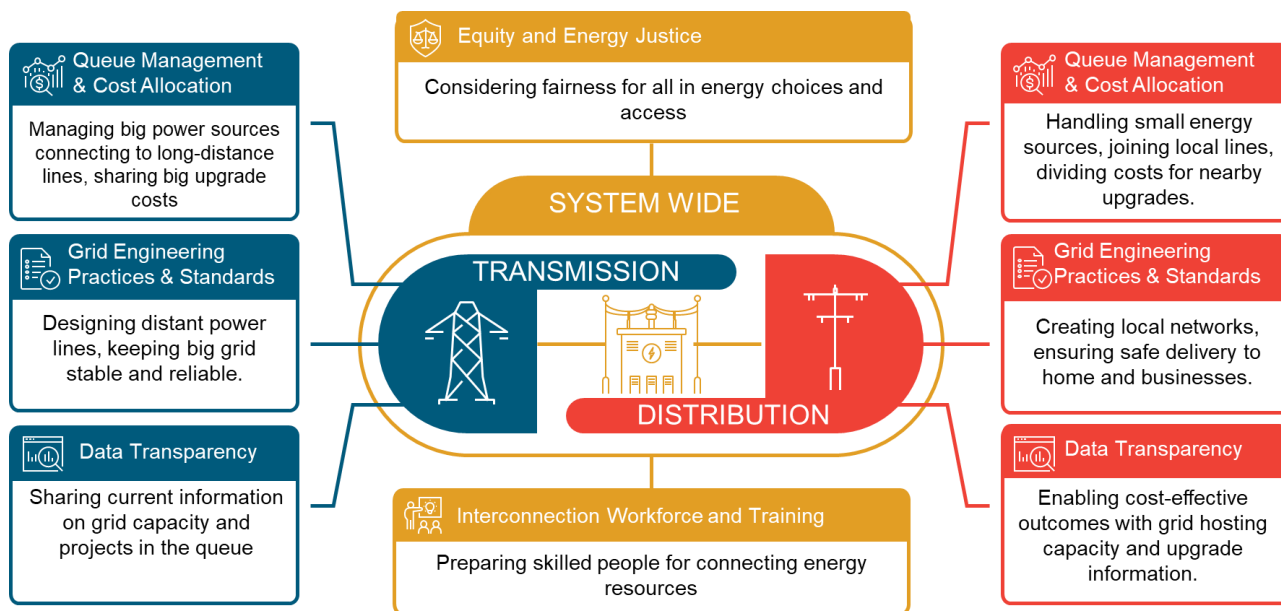 Equity and Energy Justice
Considering fairness for all in energy choices and
access
Queue Management
& Cost Allocation
Managing big power sources
connecting to long-distance
lines, sharing big upgrade
costs
Grid Engineering
Practices & Standards
Designing distant power
lines, keeping big grid
stable and reliable.
Data Transparency
Sharing current information
on grid capacity and
projects in the queue
SYSTEM WIDE
TRANSMISSION
DISTRIBUTION
Queue Management
& Cost Allocation
Handling small energy
sources, joining local lines,
dividing costs for nearby
upgrades.
Grid Engineering
Practices & Standards
Creating local networks,
ensuring safe delivery to
home and businesses.
Data Transparency
Enabling cost-effective
outcomes with grid hosting
capacity and upgrade
information.
Interconnection Workforce and Training
Preparing skilled people for connecting energy
resources